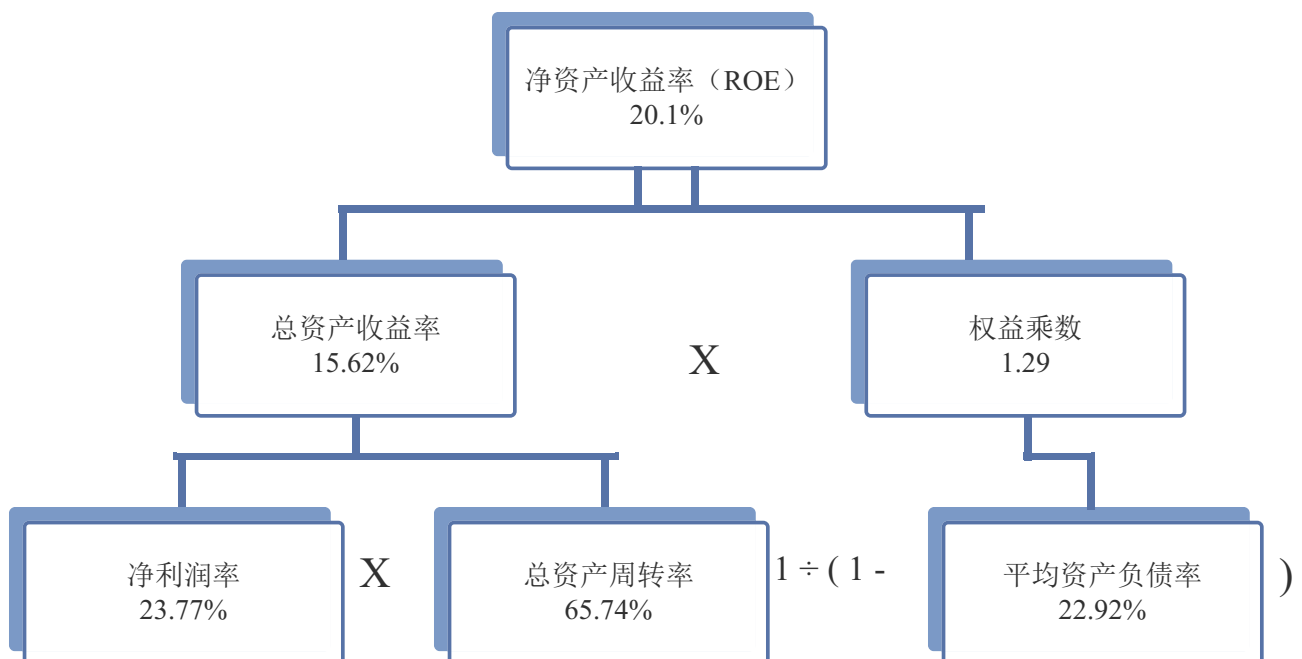 净资产收益率（ROE）
20.1%
总资产收益率
15.62%
X
权益乘数
1.29
净利润率
23.77%
X
总资产周转率
65.74%
1 ÷ ( 1 -
平均资产负债率
22.92%
)